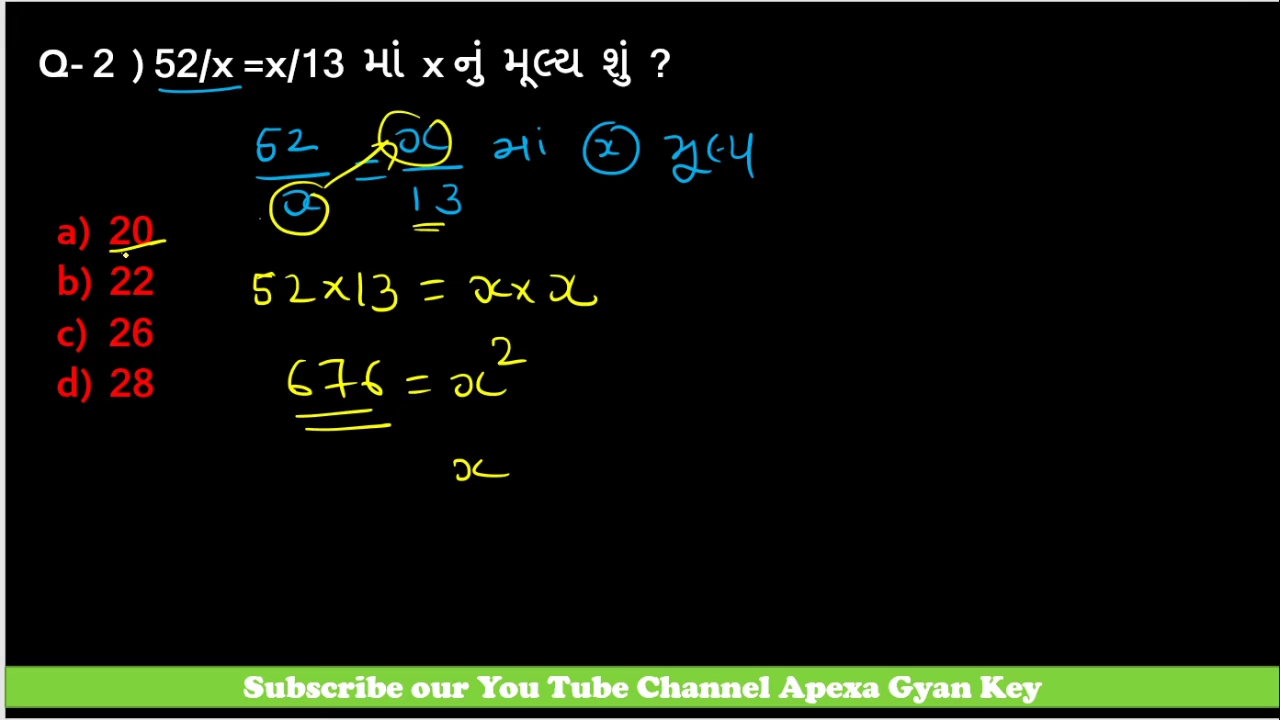 Q- 2 ) 52/x =x/13 માં x નું મૂલ્ય શું ?
52/x = x/13 માં x મૂલ્ય
a) 20
b) 22
c) 26
d) 28
52×13 = x×x
676 = x²
x
Subscribe our You Tube Channel Apexa Gyan Key